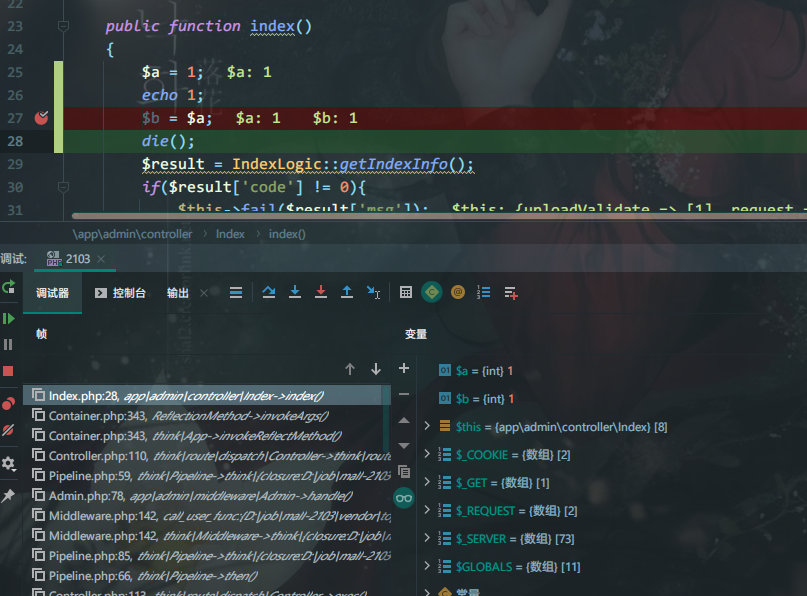 22
23 public function index()
24 {
25 $a = 1; $a: 1
26 echo 1;
27 $b = $a; $a: 1 $b: 1
28 die();
29 $result = IndexLogic::getIndexInfo();
30 if($result['code'] != 0){
31 $this->fail($result['msg']); $this: {uploadValidate => [1], request =
\app\admin\controller › Index › index()
调试: 2103 ×
调试器 控制台 输出 ×
帧 变量
Index.php:28, app\admin\controller\Index->index()
Container.php:343, ReflectionMethod->invokeArgs()
Container.php:343, think\App->invokeReflectMethod()
Controller.php:110, think\route\dispatch\Controller->think\route
Pipeline.php:59, think\Pipeline->think\{closure:D:\job\mall-2103
Admin.php:78, app\admin\middleware\Admin->handle()
Middleware.php:142, call_user_func:{D:\job\mall-2103\vendor\to
Middleware.php:142, think\Middleware->think\{closure:D:\job\
Pipeline.php:85, think\Pipeline->think\{closure:D:\job\mall-2103
Pipeline.php:66, think\Pipeline->then()
Controller.php:113, think\route\dispatch\Controller->exec()
$a = {int} 1
$b = {int} 1
$this = {app\admin\controller\Index} [8]
$_COOKIE = {数组} [2]
$_GET = {数组} [1]
$_REQUEST = {数组} [2]
$_SERVER = {数组} [73]
$GLOBALS = {数组} [11]
常量